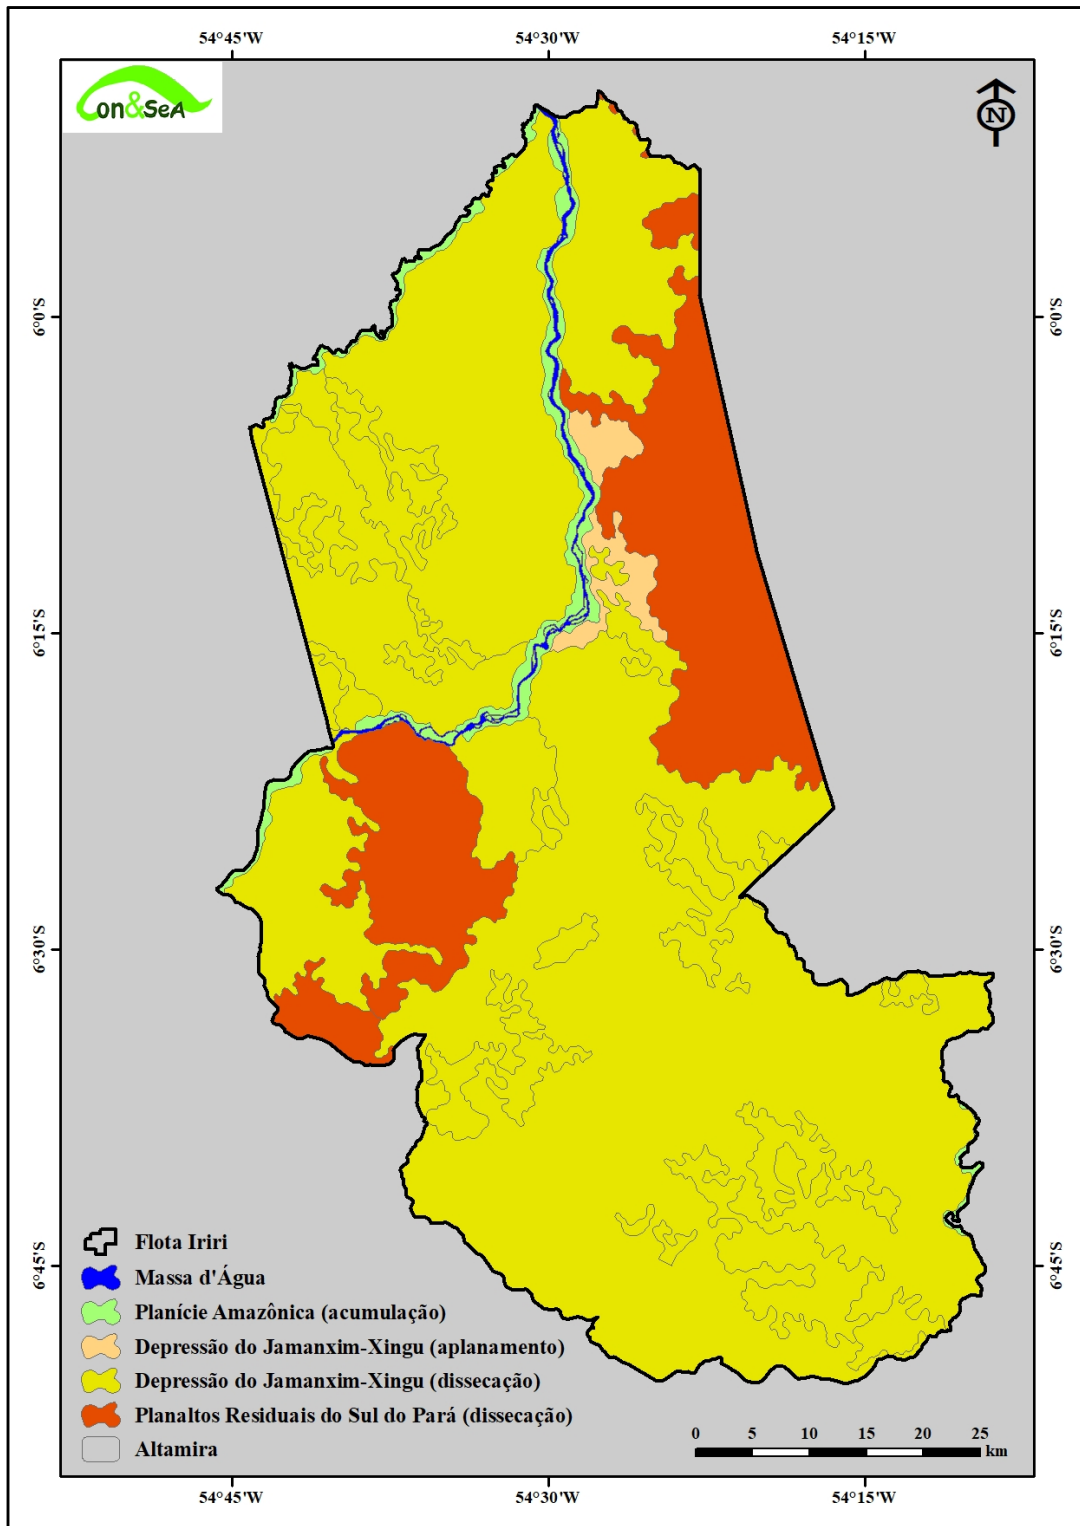 54°45'W 54°30'W 54°15'W
on&SeA
N
6°0'S 6°0'S
6°15'S 6°15'S
6°30'S 6°30'S
6°45'S 6°45'S
Flota Iriri
Massa d'Água
Planície Amazônica (acumulação)
Depressão do Jamanxim-Xingu (aplanamento)
Depressão do Jamanxim-Xingu (dissecação)
Planaltos Residuais do Sul do Pará (dissecação)
Altamira
0 5 10 15 20 25
km
54°45'W 54°30'W 54°15'W